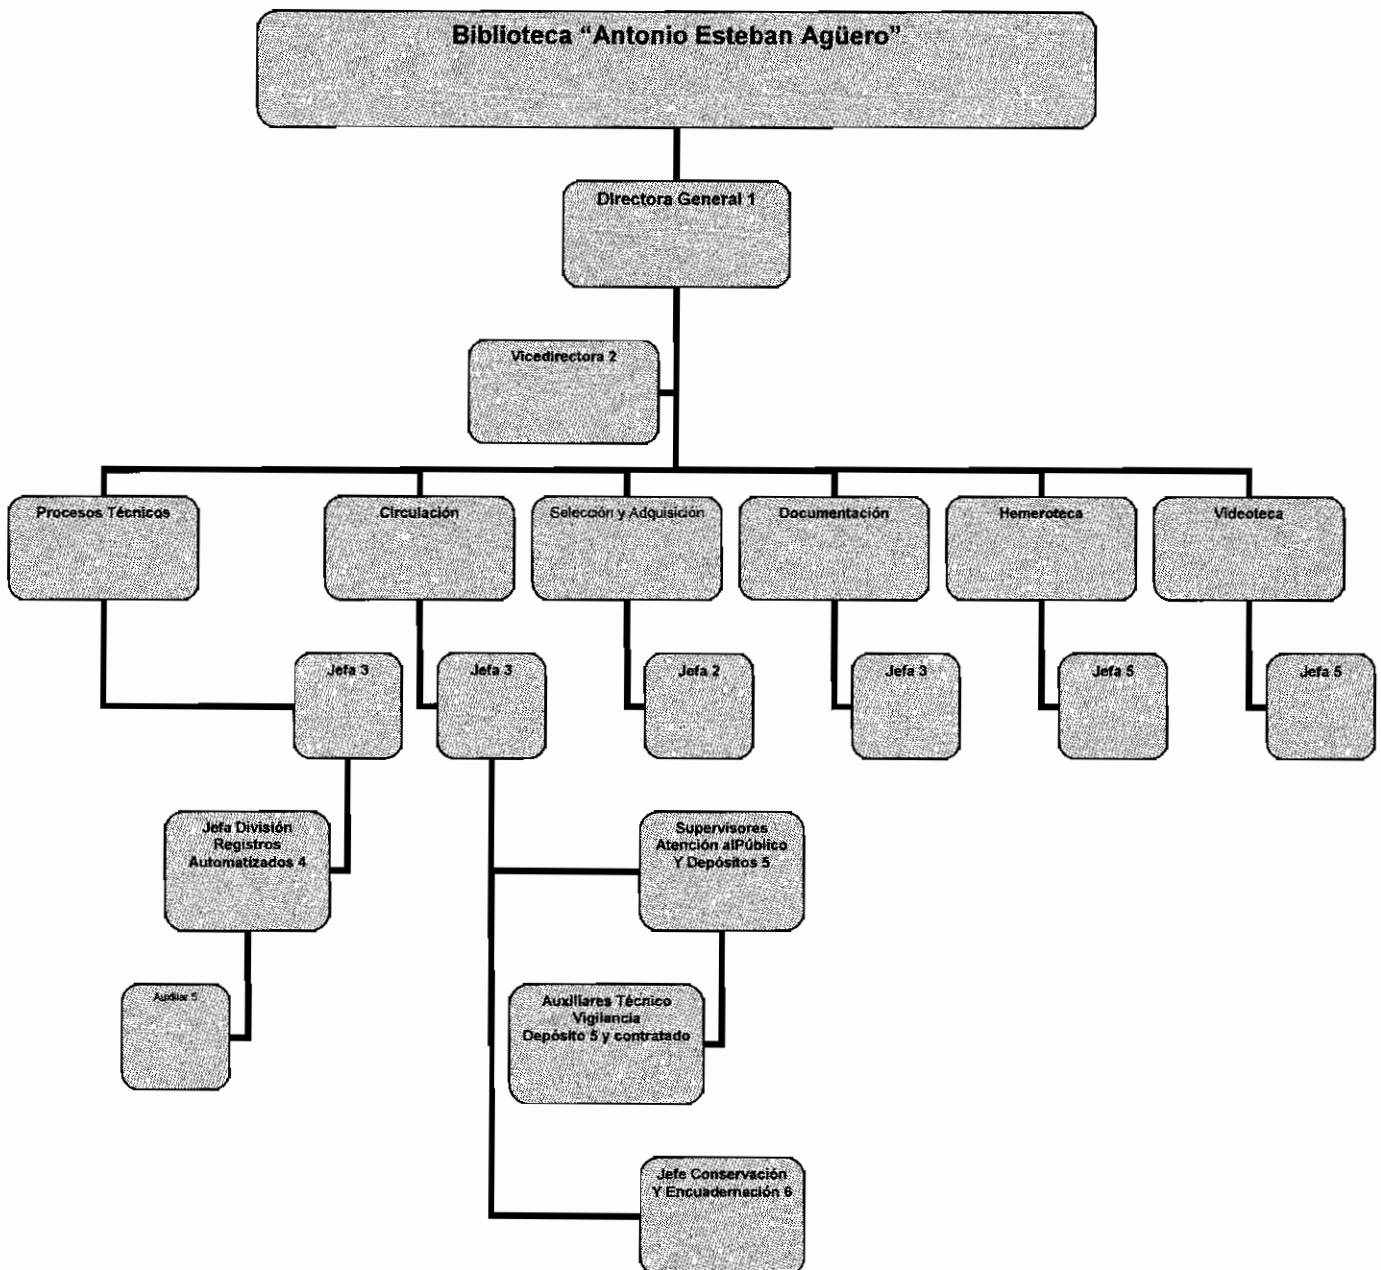 Biblioteca “Antonio Esteban Agüero”
Directora General 1
Vicedirectora 2
Procesos Técnicos
Circulación
Selección y Adquisición
Documentación
Hemeroteca
Videoteca
Jefa 3
Jefa 3
Jefa 2
Jefa 3
Jefa 5
Jefa 5
Jefa División
Registros
Automatizados 4
Supervisores
Atención alPúblico
Y Depósitos 5
Auxiliar 5
Auxiliares Técnico
Vigilancia
Depósito 5 y contratado
Jefe Conservación
Y Encuadernación 6